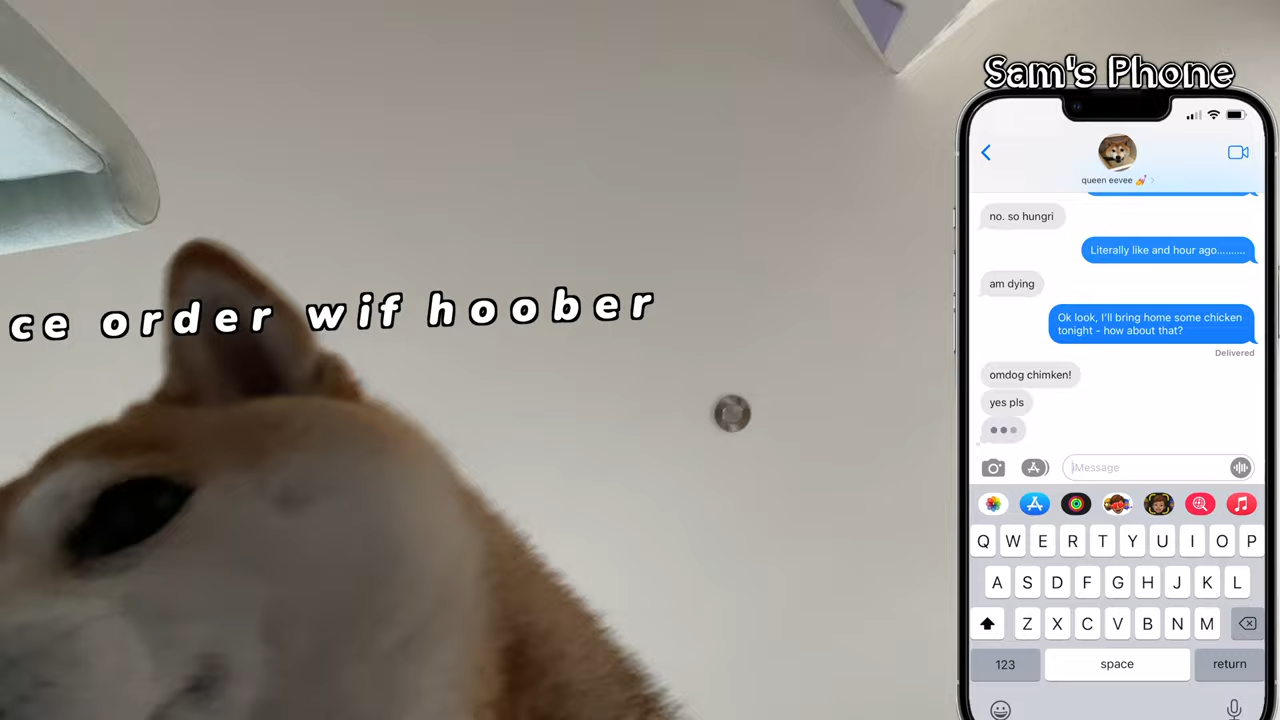 ce order wif hoober
Sam's Phone
queen eevee 💅
no. so hungri
Literally like and hour ago..........
am dying
Ok look, I'll bring home some chicken
tonight - how about that?
Delivered
omdog chimken!
yes pls
iMessage
Q W E R T Y U I O P
A S D F G H J K L
Z X C V B N M
123 space return